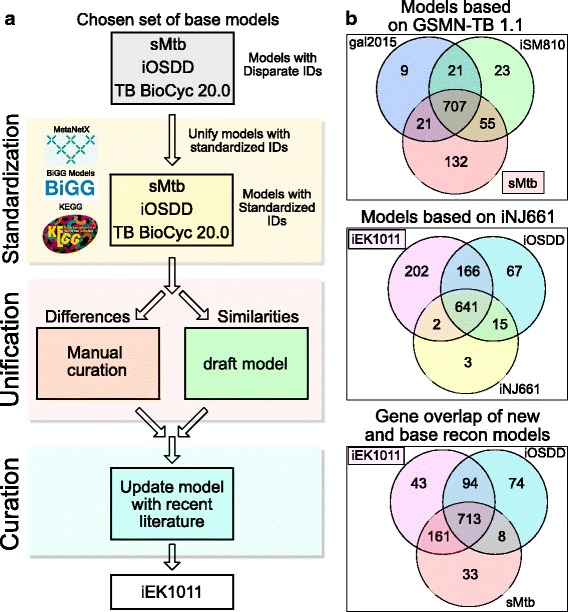 a
Chosen set of base models
sMtb
iOSDD
TB BioCyc 20.0
Models with
Disparate IDs
Standardization
MetaNetX
BiGG Models
BiGG
KEGG
KEGG
Unify models with
standardized IDs
sMtb
iOSDD
TB BioCyc 20.0
Models with
Standardized
IDs
Unification
Differences
Similarities
Manual
curation
draft model
Curation
Update model
with recent
literature
iEK1011
b
Models based
on GSMN-TB 1.1
gal2015
iSM810
9
21
23
707
21
55
132
sMtb
Models based on iNJ661
iEK1011
iOSDD
202
166
67
641
2
15
3
iNJ661
Gene overlap of new
and base recon models
iEK1011
iOSDD
43
94
74
713
161
8
33
sMtb